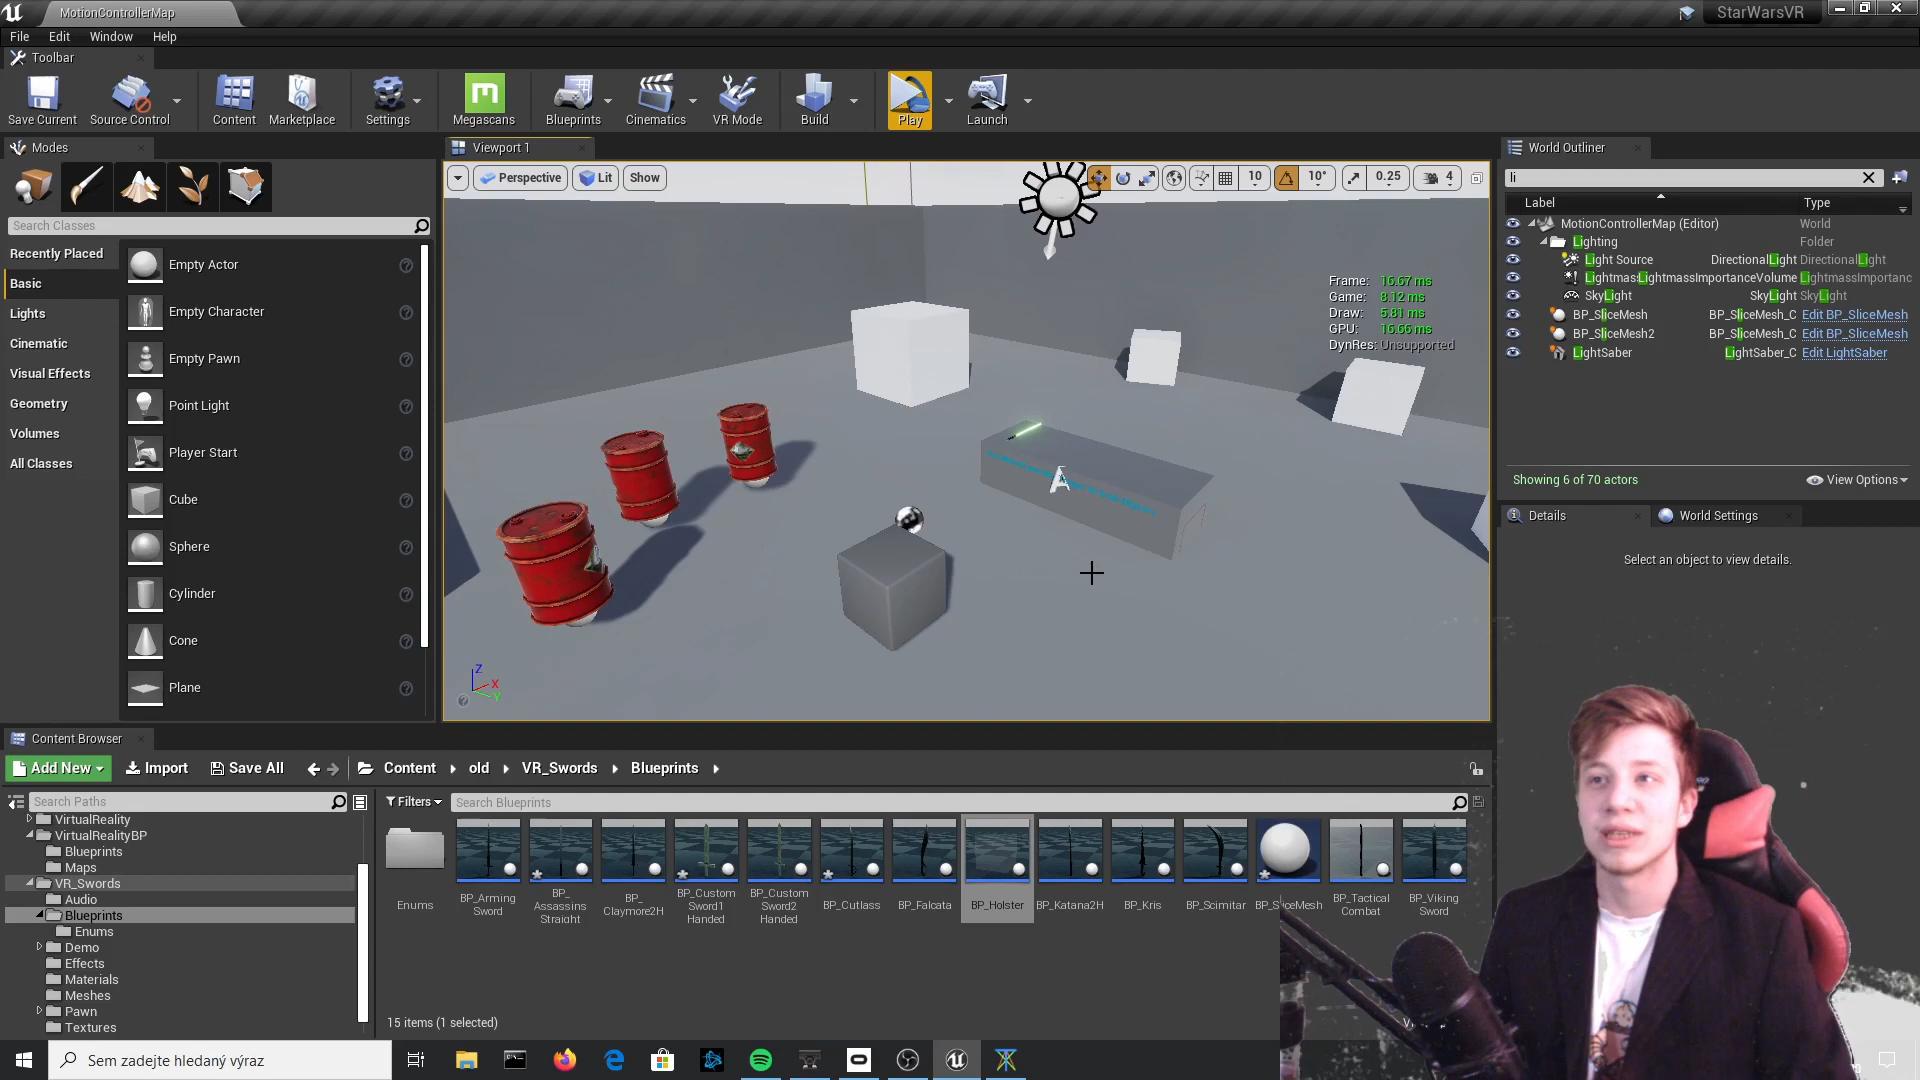 MotionControllerMap
StarWarsVR
File Edit Window Help
Toolbar
Save Current
Source Control
Content
Marketplace
Settings
Megascans
Blueprints
Cinematics
VR Mode
Build
Play
Launch
Modes
Search Classes
Recently Placed
Basic
Lights
Cinematic
Visual Effects
Geometry
Volumes
All Classes
Empty Actor
Empty Character
Empty Pawn
Point Light
Player Start
Cube
Sphere
Cylinder
Cone
Plane
Viewport 1
Perspective Lit Show
10 10° 0.25 4
Frame: 16.67 ms
Game: 8.12 ms
Draw: 5.81 ms
GPU: 16.66 ms
DynRes: Unsupported
A
Z
X
Y
World Outliner
li
Label Type
MotionControllerMap (Editor) World
Lighting Folder
Light Source DirectionalLight DirectionalLight
LightmassLightmassImportanceVolume LightmassImportanc
SkyLight SkyLight SkyLight
BP_SliceMesh BP_SliceMesh_C Edit BP_SliceMesh
BP_SliceMesh2 BP_SliceMesh_C Edit BP_SliceMesh
LightSaber LightSaber_C Edit LightSaber
Showing 6 of 70 actors View Options
Details World Settings
Select an object to view details.
Content Browser
Add New Import Save All Content old VR_Swords Blueprints
Search Paths
Filters Search Blueprints
VirtualReality
VirtualRealityBP
Blueprints
Maps
VR_Swords
Audio
Blueprints
Enums
Demo
Effects
Materials
Meshes
Pawn
Textures
Enums
BP_Arming
Sword
BP_
Assassins
Straight
BP_
Claymore2H
BP_Custom
Sword1
Handed
BP_Custom
Sword2
Handed
BP_Cutlass
BP_Falcata
BP_Holster
BP_Katana2H
BP_Kris
BP_Scimitar
BP_SliceMesh
BP_Tactical
Combat
BP_Viking
Sword
15 items (1 selected)
Sem zadejte hledaný výraz